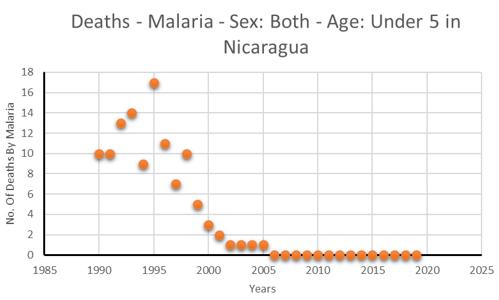 Deaths - Malaria - Sex: Both - Age: Under 5 in
Nicaragua
No. Of Deaths By Malaria
18
16
14
12
10
8
6
4
2
0
1985 1990 1995 2000 2005 2010 2015 2020 2025
Years